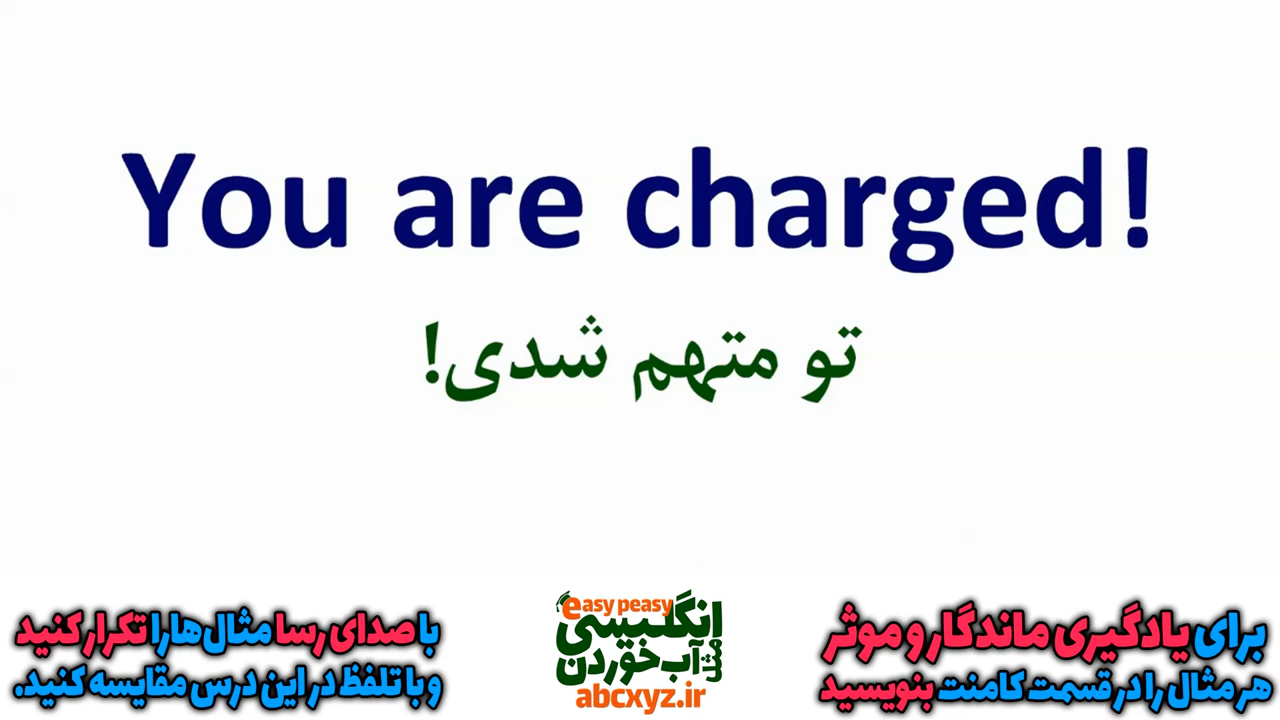 You are charged!
تو متهم شدی!
برای یادگیری ماندگار و موثر
هر مثال را در قسمت کامنت بنویسید
easy peasy
انگلیسی
مثل آب خوردن
abcxyz.ir
با صدای رسا مثال‌ها را تکرار کنید
و با تلفظ در این درس مقایسه کنید.